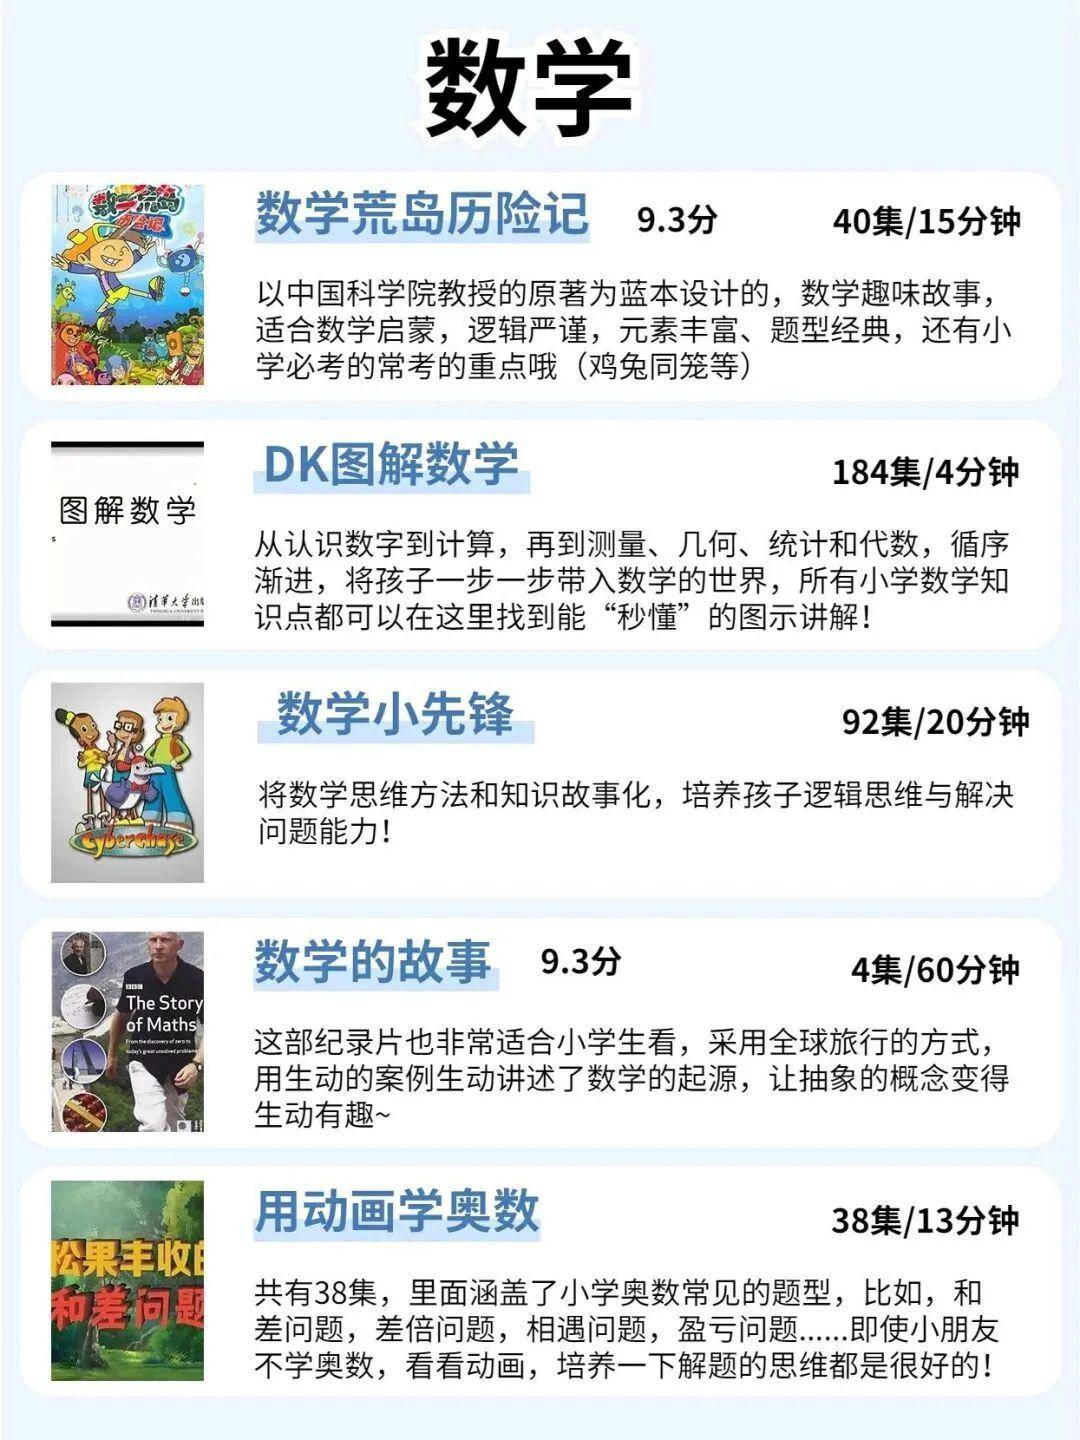 数学
数学荒岛
历险记
数学荒岛历险记 9.3分 40集/15分钟
以中国科学院教授的原著为蓝本设计的，数学趣味故事，
适合数学启蒙，逻辑严谨，元素丰富、题型经典，还有小
学必考的常考的重点哦（鸡兔同笼等）
图解数学
清华大学出版
DK图解数学 184集/4分钟
从认识数字到计算，再到测量、几何、统计和代数，循序
渐进，将孩子一步一步带入数学的世界，所有小学数学知
识点都可以在这里找到能“秒懂”的图示讲解！
cyberchase
数学小先锋 92集/20分钟
将数学思维方法和知识故事化，培养孩子逻辑思维与解决
问题能力！
BBC
The Story
of Maths
From the discovery of zero to
today's great unsolved problems
数学的故事 9.3分 4集/60分钟
这部纪录片也非常适合小学生看，采用全球旅行的方式，
用生动的案例生动讲述了数学的起源，让抽象的概念变得
生动有趣~
松果丰收的
和差问题
用动画学奥数 38集/13分钟
共有38集，里面涵盖了小学奥数常见的题型，比如，和
差问题，差倍问题，相遇问题，盈亏问题......即使小朋友
不学奥数，看看动画，培养一下解题的思维都是很好的！